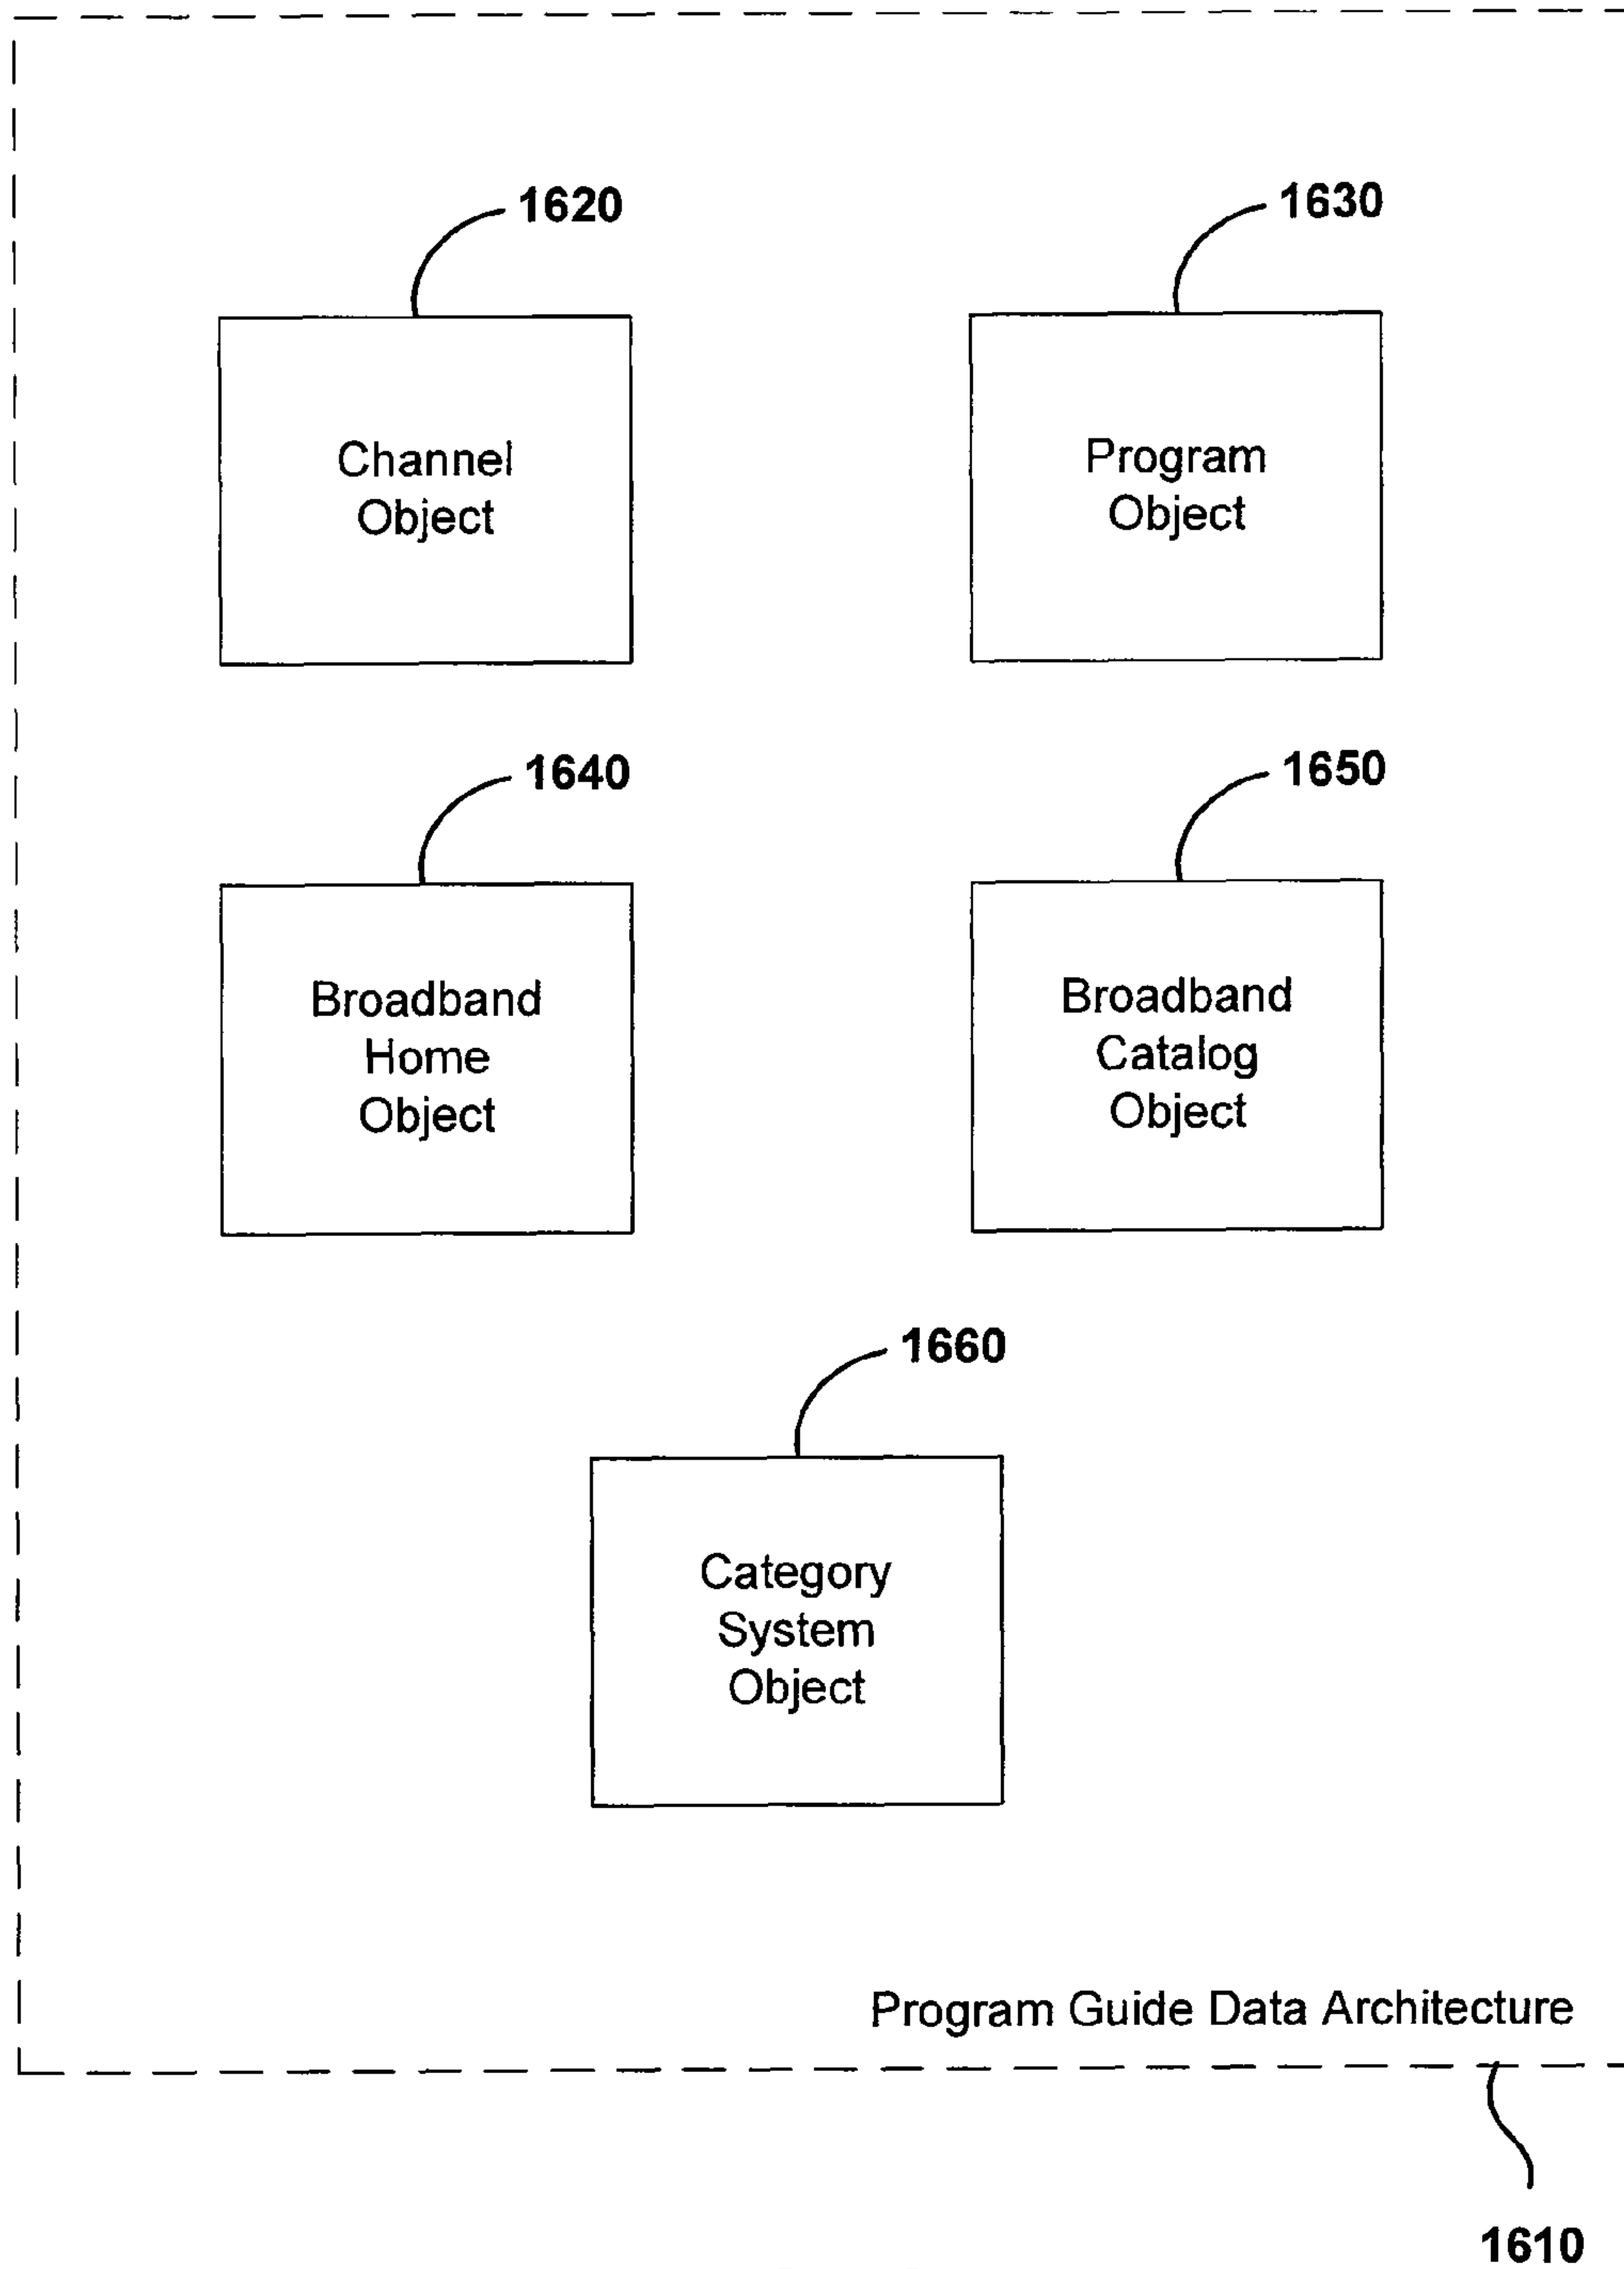 1620
1630
Channel
Object
Program
Object
1640
1650
Broadband
Home
Object
Broadband
Catalog
Object
1660
Category
System
Object
Program Guide Data Architecture
1610